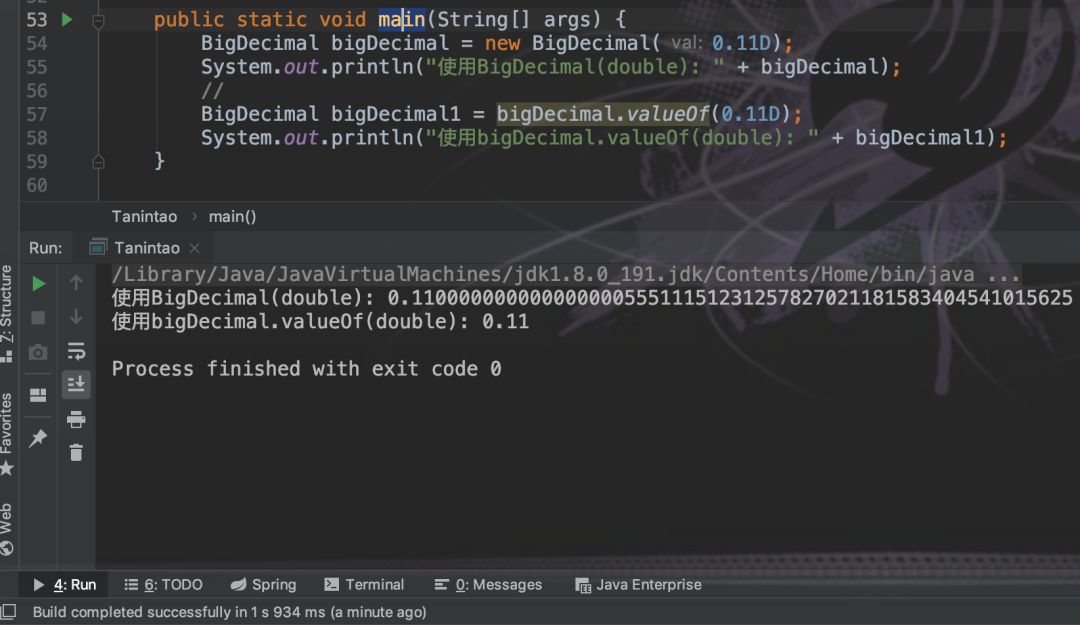 53 public static void main(String[] args) {
54 BigDecimal bigDecimal = new BigDecimal( val: 0.11D);
55 System.out.println("使用BigDecimal(double): " + bigDecimal);
56 //
57 BigDecimal bigDecimal1 = bigDecimal.valueOf(0.11D);
58 System.out.println("使用bigDecimal.valueOf(double): " + bigDecimal1);
59 }
60
Tanintao › main()
Run: Tanintao ×
/Library/Java/JavaVirtualMachines/jdk1.8.0_191.jdk/Contents/Home/bin/java ...
使用BigDecimal(double): 0.11000000000000000055511151231257827021181583404541015625
使用bigDecimal.valueOf(double): 0.11
Process finished with exit code 0
7: Structure
Favorites
Web
4: Run 6: TODO Spring Terminal 0: Messages Java Enterprise
Build completed successfully in 1 s 934 ms (a minute ago)